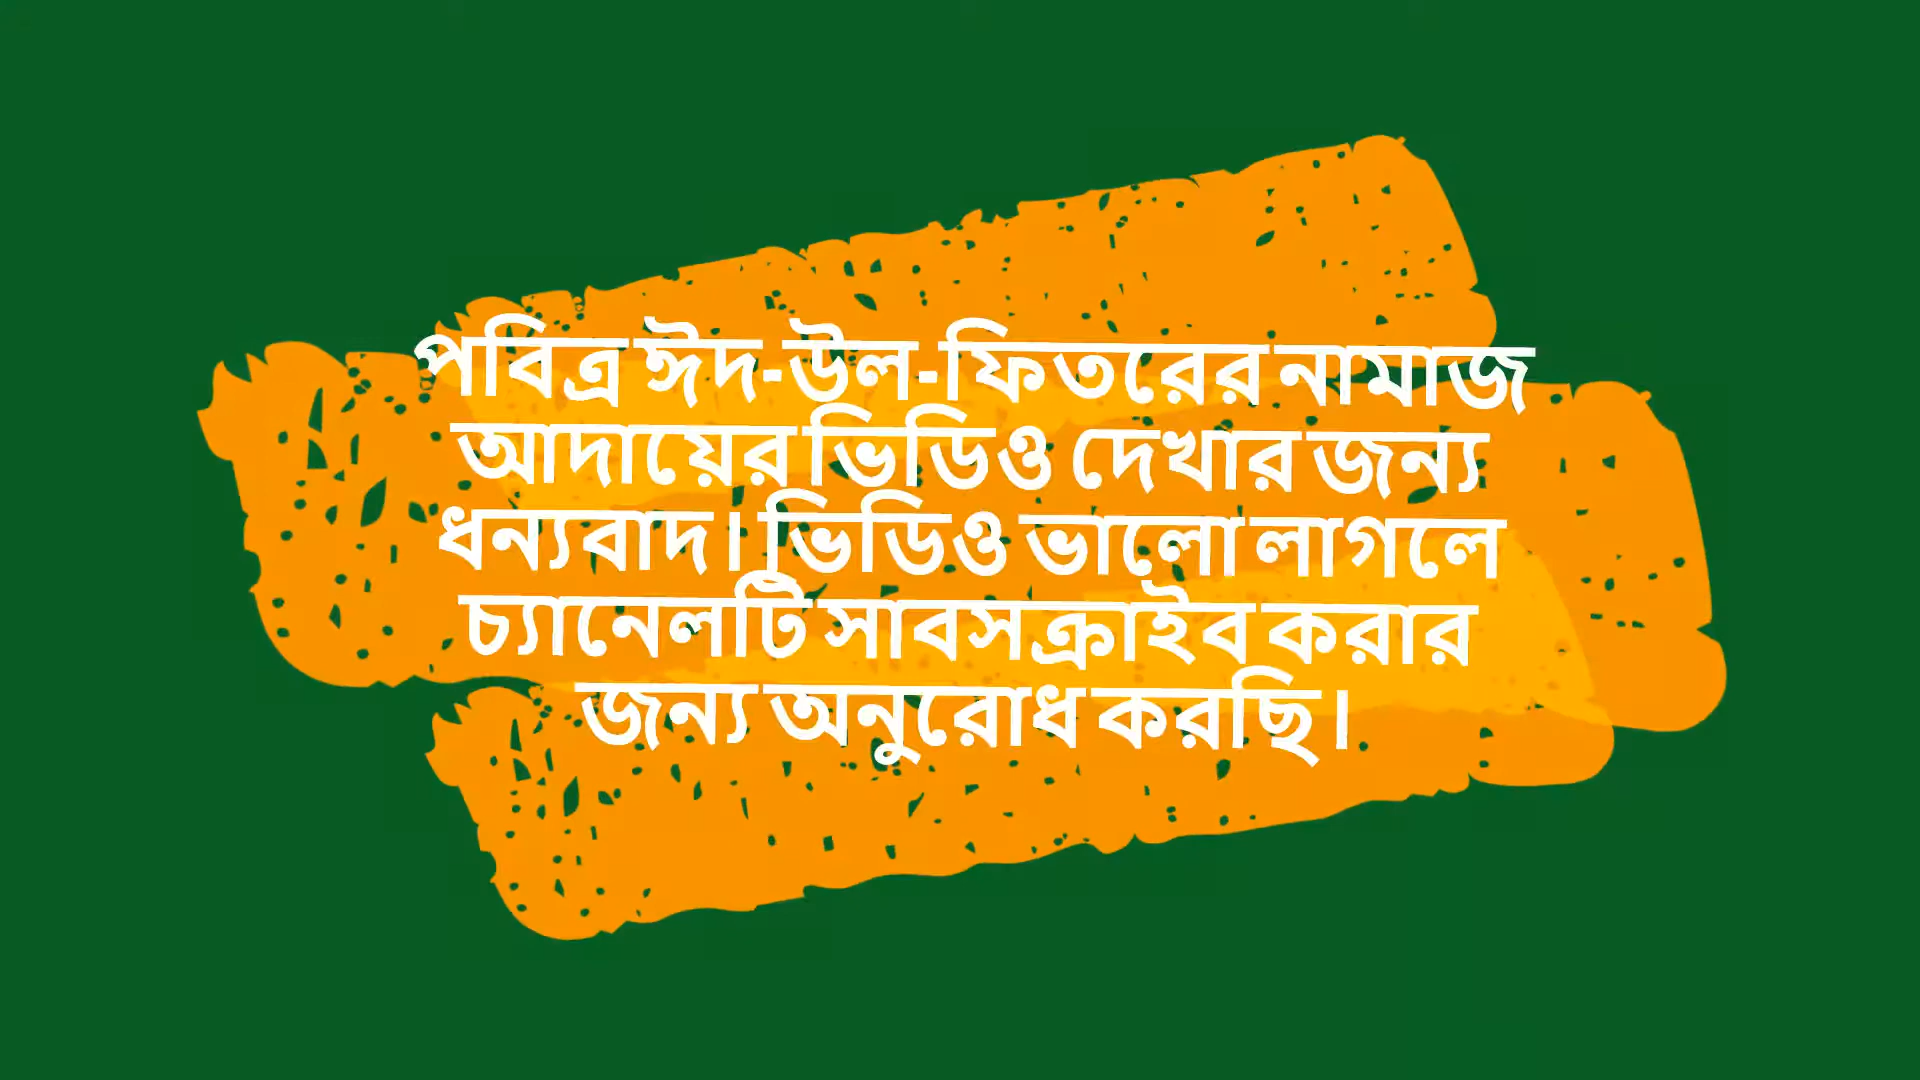 পবিত্র ঈদ-উল-ফিতরের নামাজ
আদায়ের ভিডিও দেখার জন্য
ধন্যবাদ। ভিডিও ভালো লাগলে
চ্যানেলটি সাবসক্রাইব করার
জন্য অনুরোধ করছি।